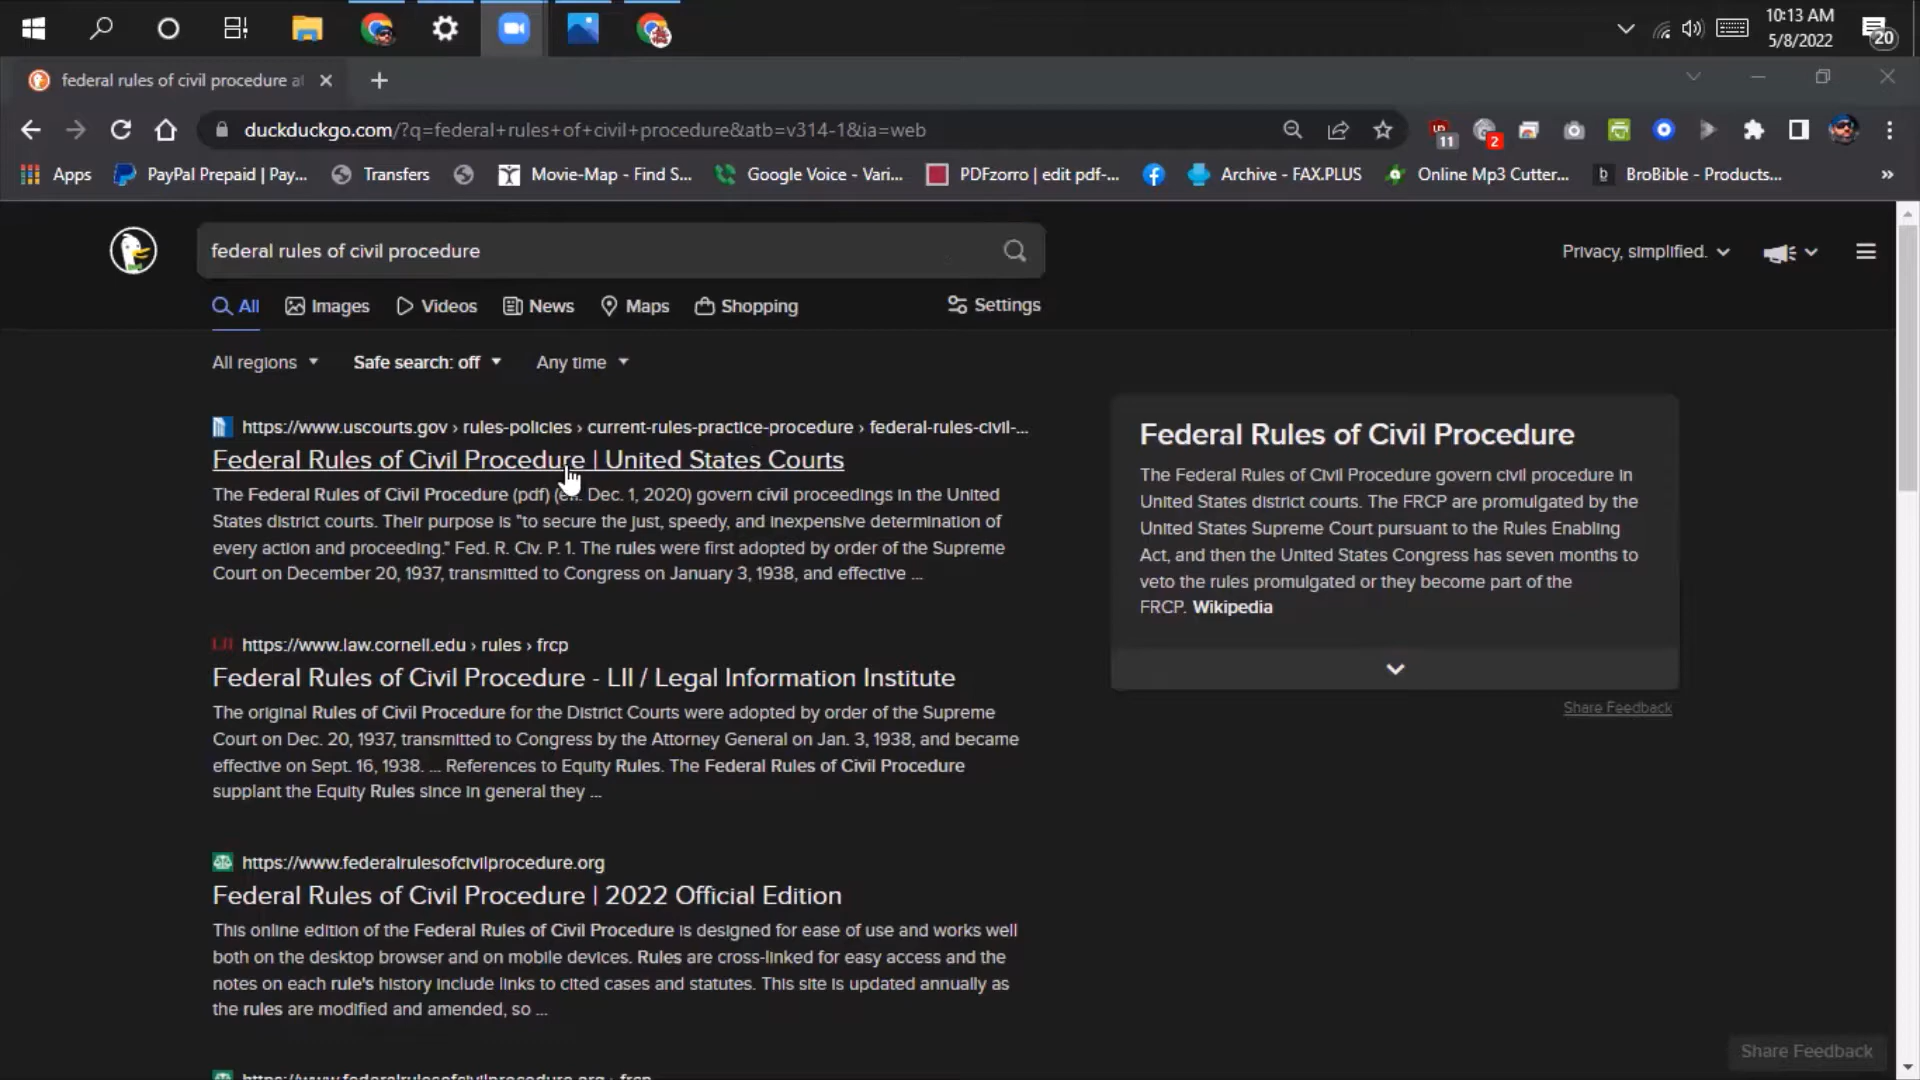 10:13 AM
5/8/2022
20
federal rules of civil procedure at
duckduckgo.com/?q=federal+rules+of+civil+procedure&atb=v314-1&ia=web
11
2
Apps
PayPal Prepaid | Pay...
Transfers
Movie-Map - Find S...
Google Voice - Vari...
PDFzorro | edit pdf-...
Archive - FAX.PLUS
Online Mp3 Cutter...
b
BroBible - Products...
»
federal rules of civil procedure
Privacy, simplified.
All
Images
Videos
News
Maps
Shopping
Settings
All regions
Safe search: off
Any time
https://www.uscourts.gov › rules-policies › current-rules-practice-procedure › federal-rules-civil-...
Federal Rules of Civil Procedure | United States Courts
The Federal Rules of Civil Procedure (pdf) Dec. 1, 2020) govern civil proceedings in the United
States district courts. Their purpose is "to secure the just, speedy, and inexpensive determination of
every action and proceeding." Fed. R. Civ. P. 1. The rules were first adopted by order of the Supreme
Court on December 20, 1937, transmitted to Congress on January 3, 1938, and effective ...
LII
https://www.law.cornell.edu › rules › frcp
Federal Rules of Civil Procedure - LII / Legal Information Institute
The original Rules of Civil Procedure for the District Courts were adopted by order of the Supreme
Court on Dec. 20, 1937, transmitted to Congress by the Attorney General on Jan. 3, 1938, and became
effective on Sept. 16, 1938. ... References to Equity Rules. The Federal Rules of Civil Procedure
supplant the Equity Rules since in general they ...
https://www.federalrulesofcivilprocedure.org
Federal Rules of Civil Procedure | 2022 Official Edition
This online edition of the Federal Rules of Civil Procedure is designed for ease of use and works well
both on the desktop browser and on mobile devices. Rules are cross-linked for easy access and the
notes on each rule's history include links to cited cases and statutes. This site is updated annually as
the rules are modified and amended, so ...
https://www.federalrulesofcivilprocedure.org › frcp
Federal Rules of Civil Procedure
The Federal Rules of Civil Procedure govern civil procedure in
United States district courts. The FRCP are promulgated by the
United States Supreme Court pursuant to the Rules Enabling
Act, and then the United States Congress has seven months to
veto the rules promulgated or they become part of the
FRCP. Wikipedia
Share Feedback
Share Feedback